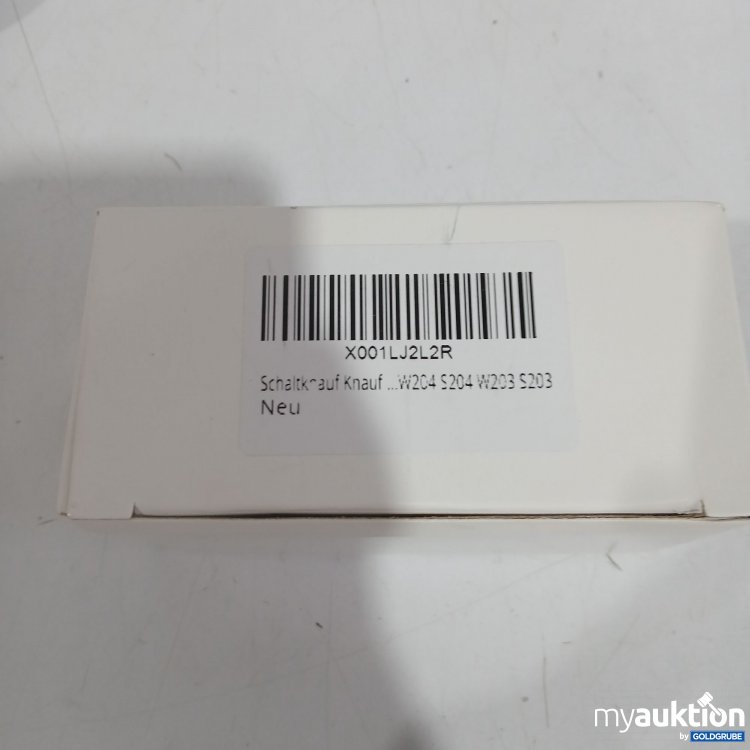 X001LJ2L2R
Schaltknauf Knauf ...W204 S204 W203 S203
Neu
myauktion
by GOLDGRUBE